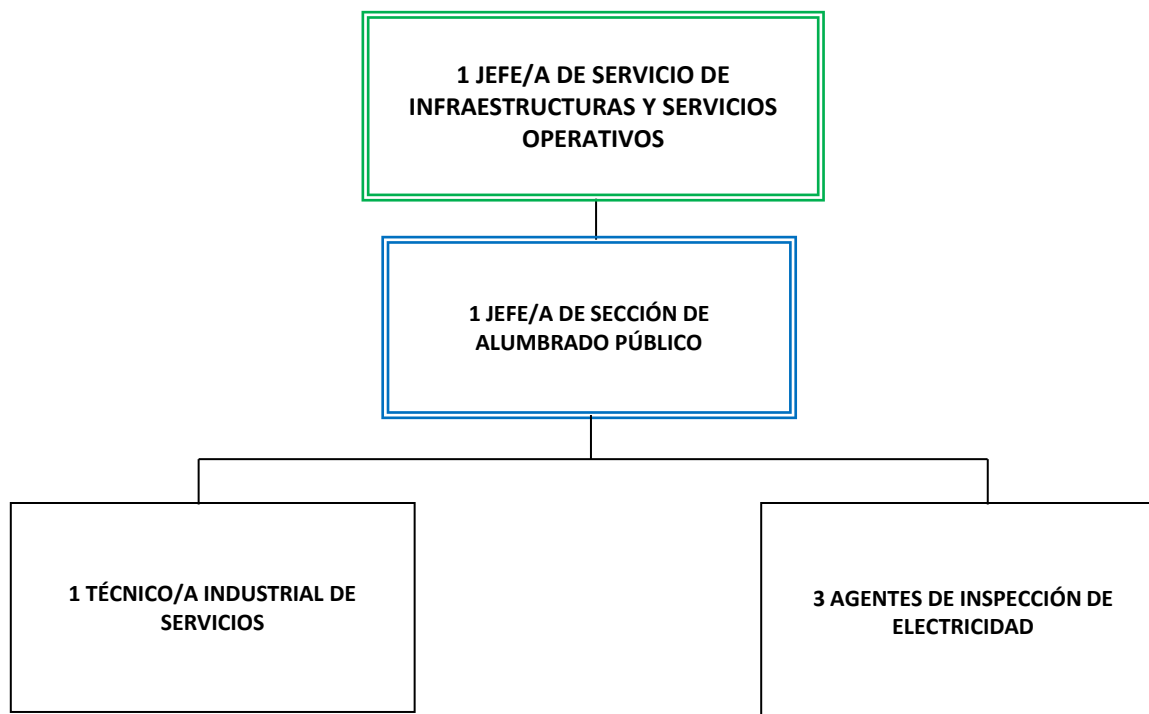 1 JEFE/A DE SERVICIO DE
INFRAESTRUCTURAS Y SERVICIOS
OPERATIVOS
1 JEFE/A DE SECCIÓN DE
ALUMBRADO PÚBLICO
1 TÉCNICO/A INDUSTRIAL DE
SERVICIOS
3 AGENTES DE INSPECCIÓN DE
ELECTRICIDAD